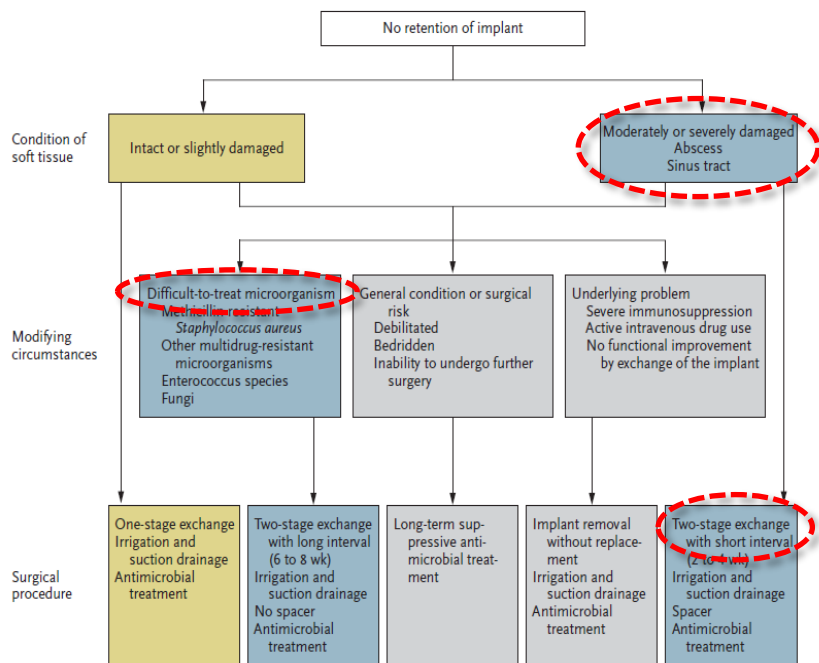 No retention of implant
Condition of
soft tissue
Intact or slightly damaged
Moderately or severely damaged
Abscess
Sinus tract
Modifying
circumstances
Difficult-to-treat microorganism
Methicillin-resistant
Staphylococcus aureus
Other multidrug-resistant
microorganisms
Enterococcus species
Fungi
General condition or surgical
risk
Debilitated
Bedridden
Inability to undergo further
surgery
Underlying problem
Severe immunosuppression
Active intravenous drug use
No functional improvement
by exchange of the implant
Surgical
procedure
One-stage exchange
Irrigation and
suction drainage
Antimicrobial
treatment
Two-stage exchange
with long interval
(6 to 8 wk)
Irrigation and
suction drainage
No spacer
Antimicrobial
treatment
Long-term sup-
pressive anti-
microbial treat-
ment
Implant removal
without replace-
ment
Irrigation and
suction drainage
Antimicrobial
treatment
Two-stage exchange
with short interval
(2 to 4 wk)
Irrigation and
suction drainage
Spacer
Antimicrobial
treatment